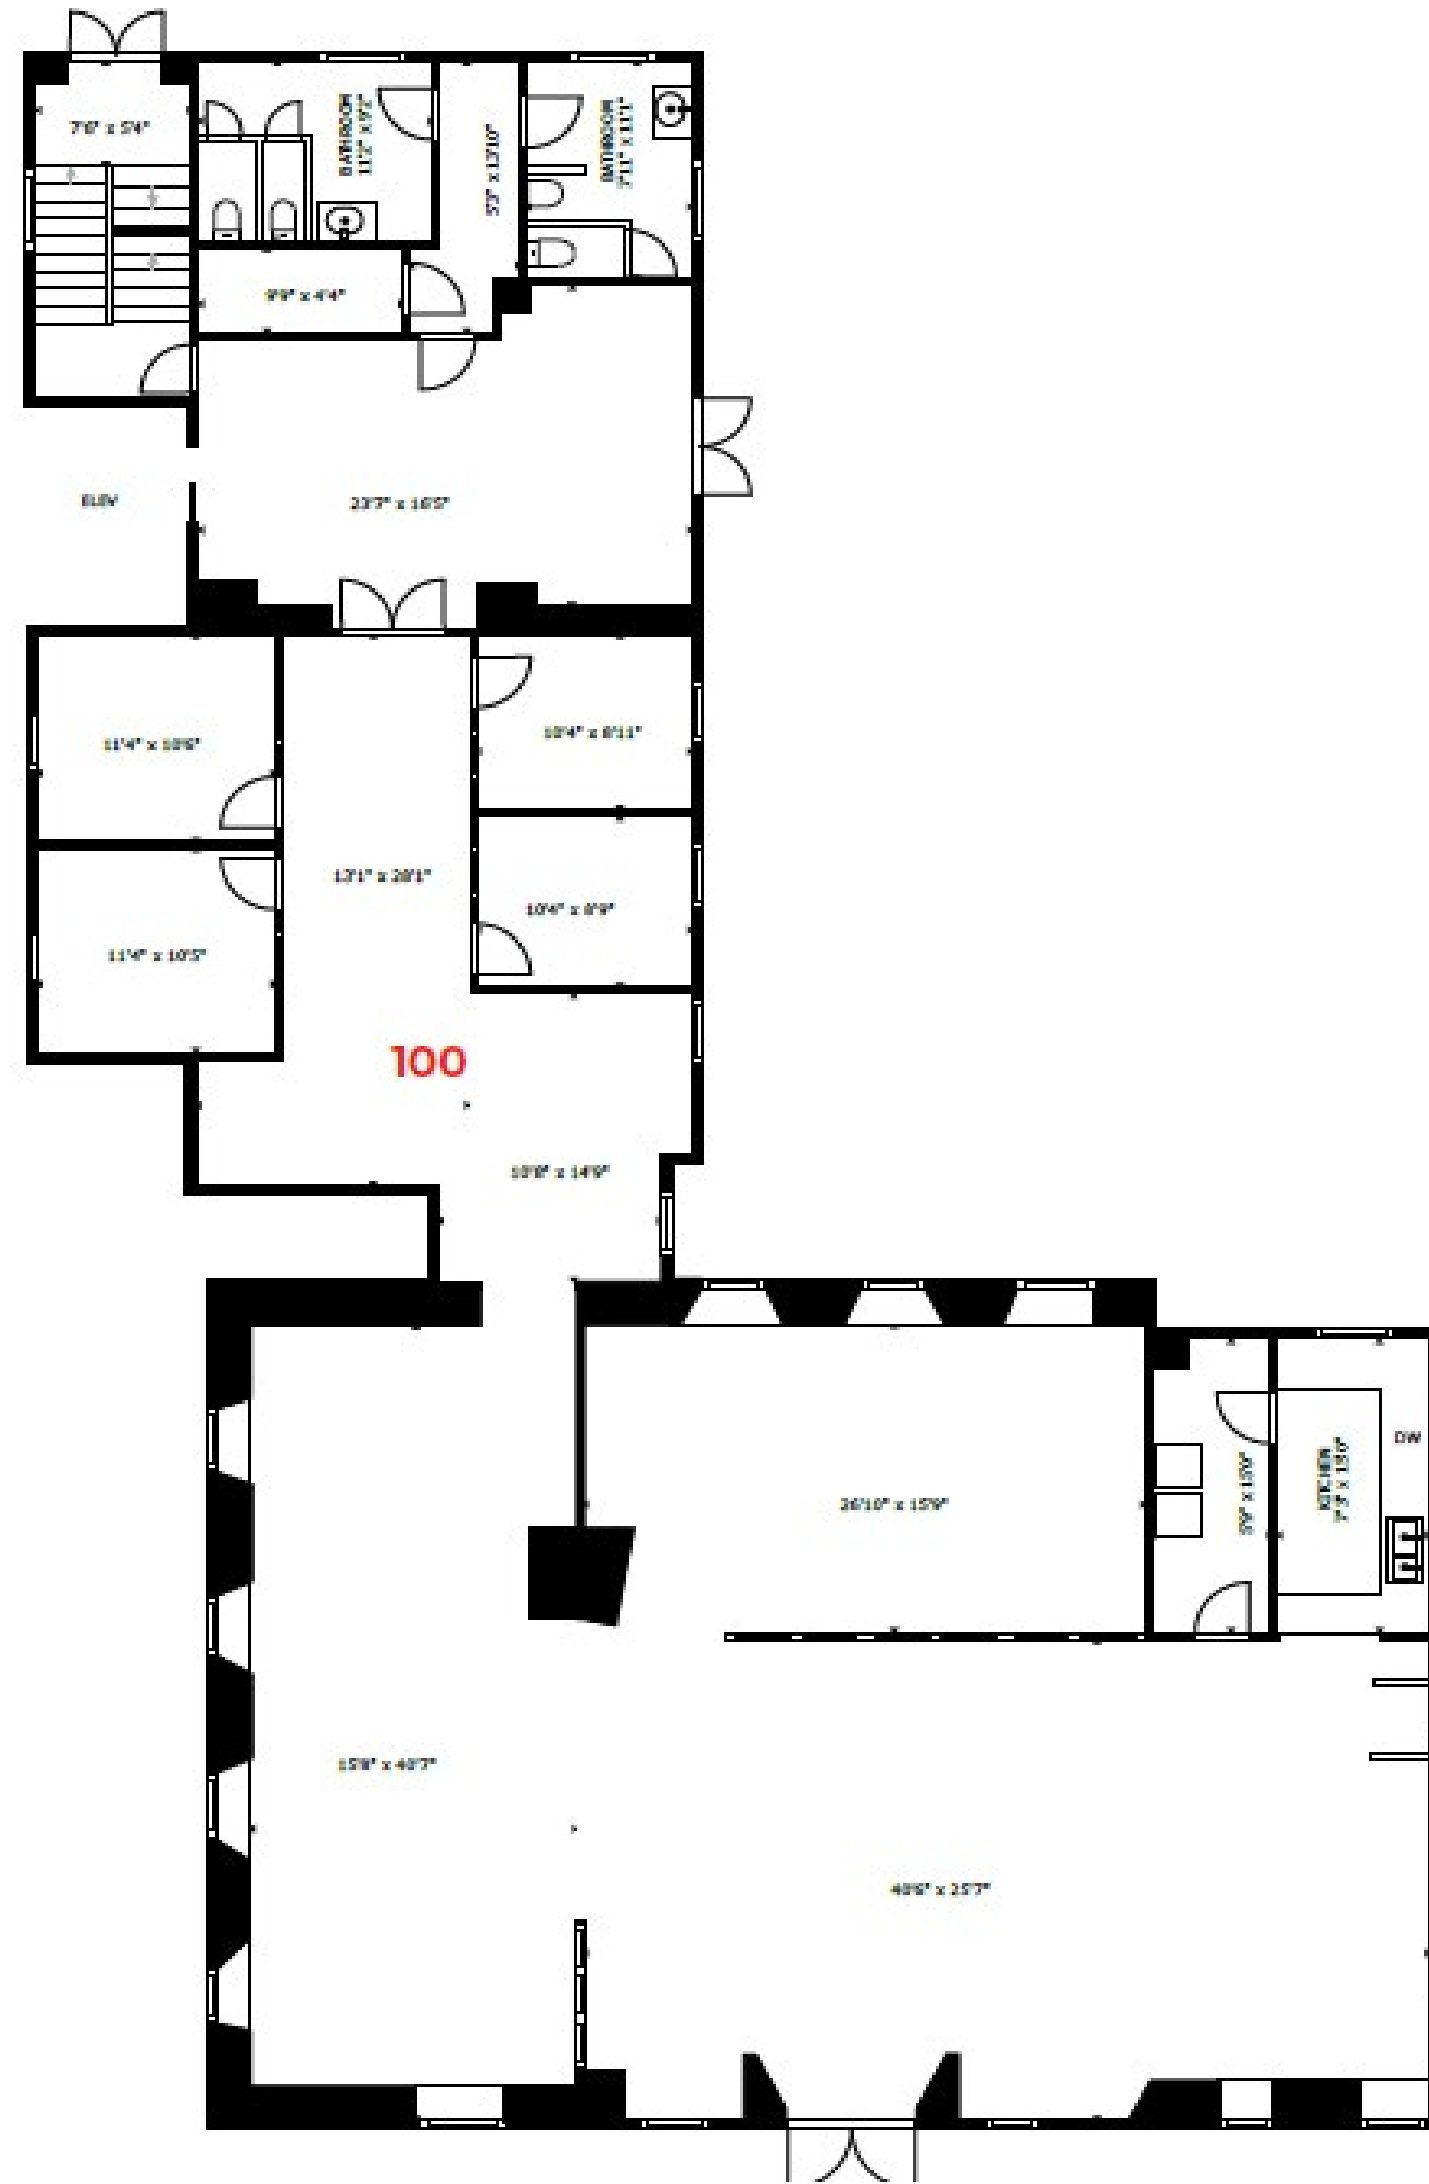 7'6" x 5'4"
BATHROOM
11'2" x 9'2"
5'3" x 13'10"
BATHROOM
7'11" x 11'1"
9'9" x 4'4"
ELEV
23'7" x 16'5"
11'4" x 10'6"
10'4" x 8'11"
13'1" x 28'1"
10'4" x 8'9"
11'4" x 10'5"
100
10'8" x 14'9"
26'10" x 15'9"
5'9" x 15'0"
KITCHEN
7'3" x 15'0"
DW
15'8" x 40'7"
40'6" x 25'7"